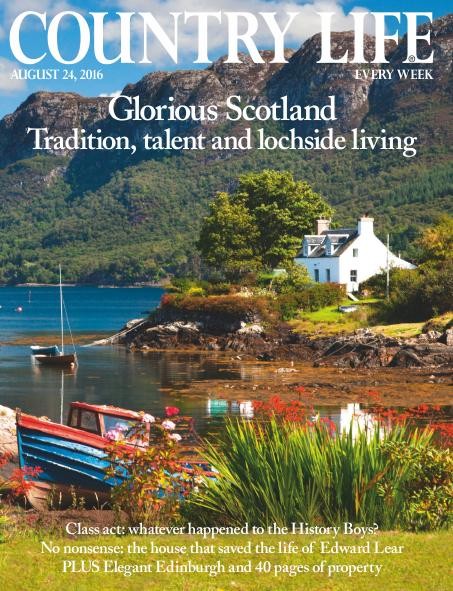 COUNTRY LIFE
AUGUST 24, 2016
EVERY WEEK
Glorious Scotland
Tradition, talent and lochside living
Class act: whatever happened to the History Boys?
No nonsense: the house that saved the life of Edward Lear
PLUS Elegant Edinburgh and 40 pages of property